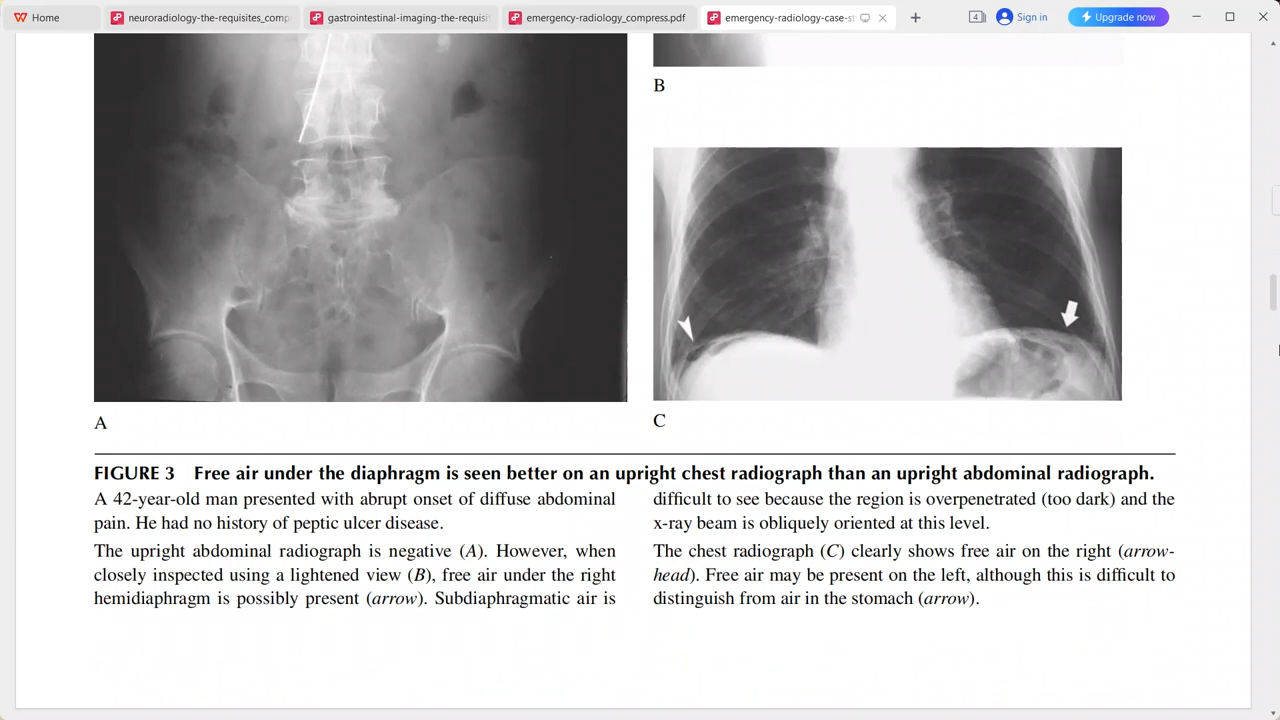 Home
neuroradiology-the-requisites_comp
gastrointestinal-imaging-the-requisit
emergency-radiology_compress.pdf
emergency-radiology-case-st
4
Sign in
Upgrade now
B
A
C
FIGURE 3 Free air under the diaphragm is seen better on an upright chest radiograph than an upright abdominal radiograph.
A 42-year-old man presented with abrupt onset of diffuse abdominal
pain. He had no history of peptic ulcer disease.
The upright abdominal radiograph is negative (A). However, when
closely inspected using a lightened view (B), free air under the right
hemidiaphragm is possibly present (arrow). Subdiaphragmatic air is
difficult to see because the region is overpenetrated (too dark) and the
x-ray beam is obliquely oriented at this level.
The chest radiograph (C) clearly shows free air on the right (arrow-
head). Free air may be present on the left, although this is difficult to
distinguish from air in the stomach (arrow).